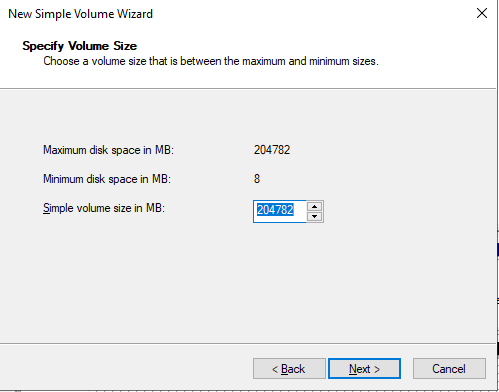 New Simple Volume Wizard
Specify Volume Size
Choose a volume size that is between the maximum and minimum sizes.
Maximum disk space in MB: 204782
Minimum disk space in MB: 8
Simple volume size in MB: 204782
< Back Next > Cancel